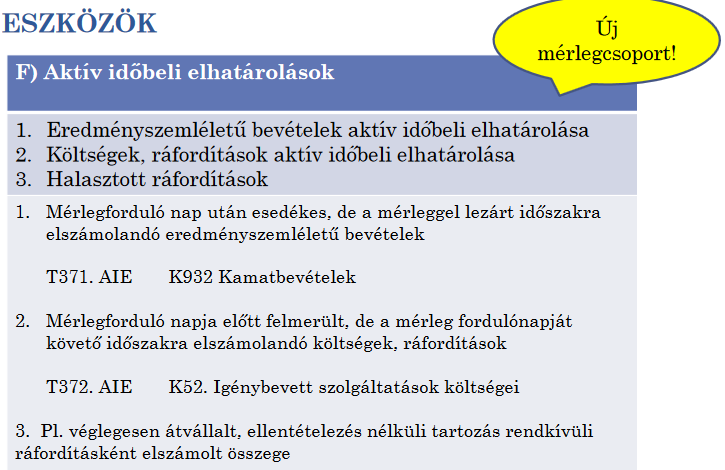 ESZKÖZÖK
Új
mérlegcsoport!
F) Aktív időbeli elhatárolások
1. Eredményszemléletű bevételek aktív időbeli elhatárolása
2. Költségek, ráfordítások aktív időbeli elhatárolása
3. Halasztott ráfordítások
1. Mérlegforduló nap után esedékes, de a mérleggel lezárt időszakra
elszámolandó eredményszemléletű bevételek
T371. AIE K932 Kamatbevételek
2. Mérlegforduló napja előtt felmerült, de a mérleg fordulónapját
követő időszakra elszámolandó költségek, ráfordítások
T372. AIE K52. Igénybevett szolgáltatások költségei
3. Pl. véglegesen átvállalt, ellentételezés nélküli tartozás rendkívüli
ráfordításként elszámolt összege